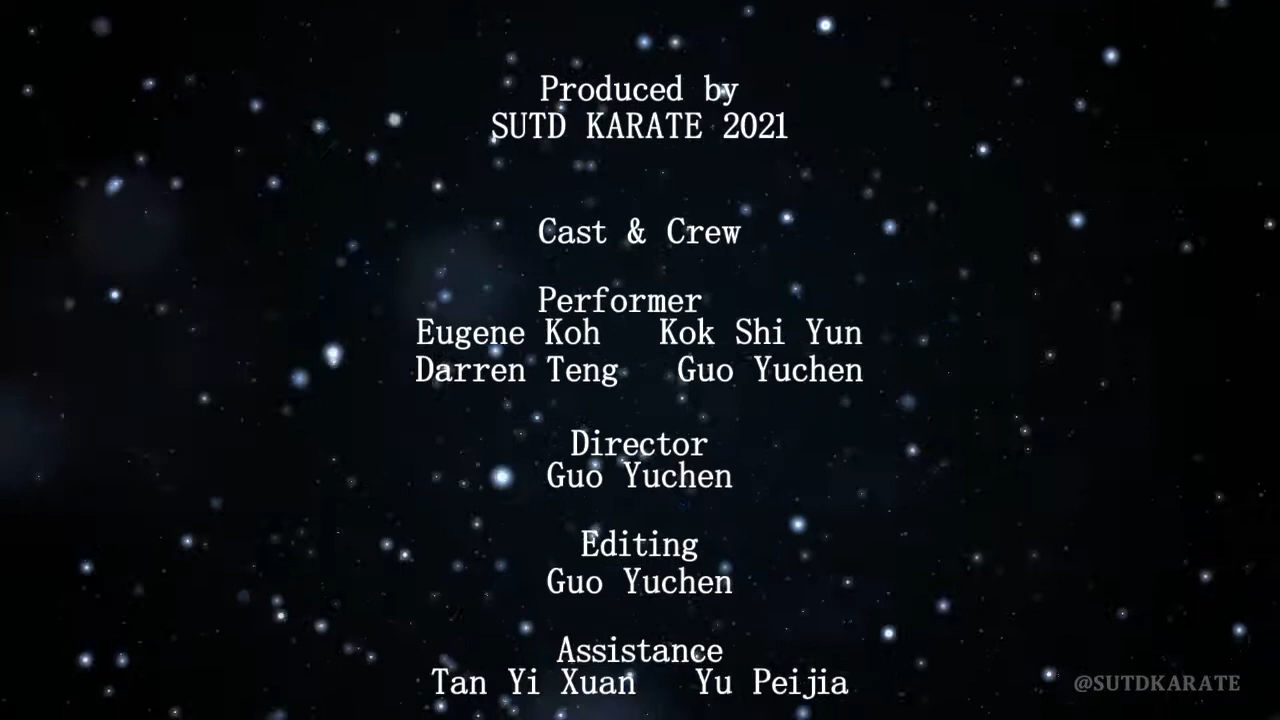 Produced by
SUTD KARATE 2021
Cast & Crew
Performer
Eugene Koh Kok Shi Yun
Darren Teng Guo Yuchen
Director
Guo Yuchen
Editing
Guo Yuchen
Assistance
Tan Yi Xuan Yu Peijia
@SUTDKARATE